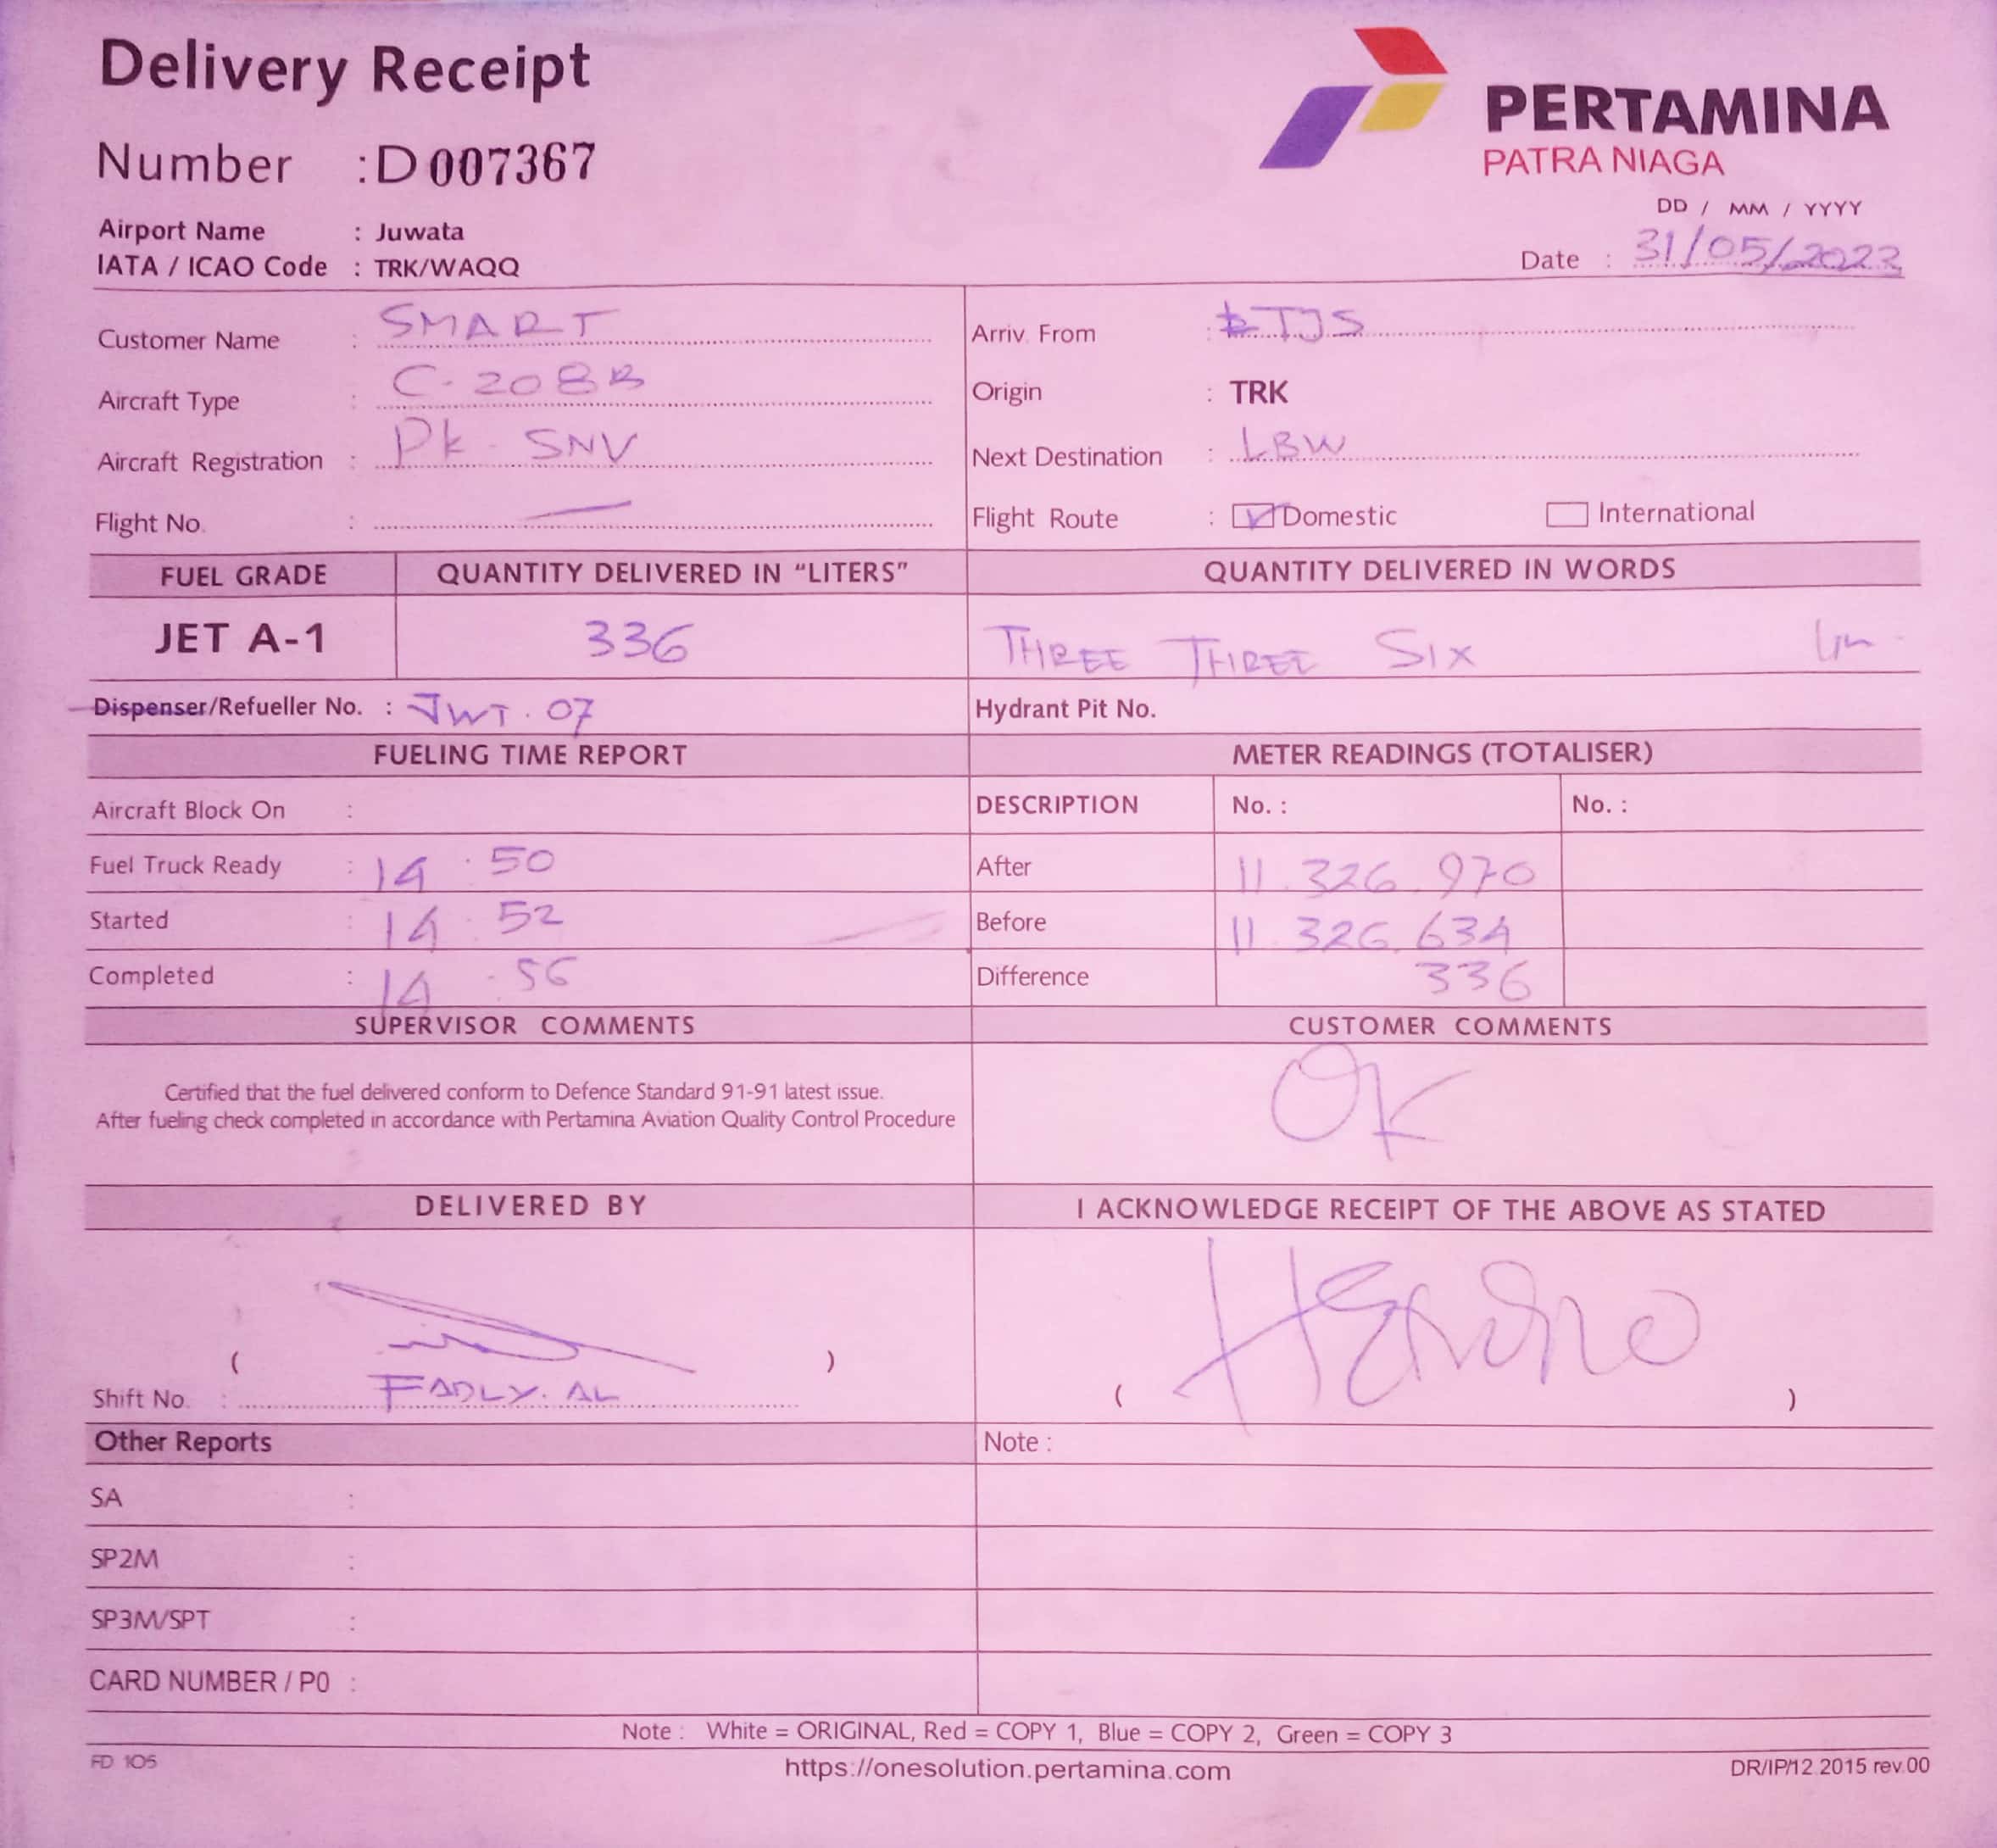 Delivery Receipt
PERTAMINA
PATRA NIAGA
Number : D 007367
DD / MM / YYYY
Airport Name : Juwata
IATA / ICAO Code : TRK/WAQQ
Date : 31/05/2023
Customer Name : SMART
Arriv. From : TJS
Aircraft Type : C.208B
Origin : TRK
Aircraft Registration : PK - SNV
Next Destination : LBW
Flight No. : —
Flight Route : Domestic International
FUEL GRADE QUANTITY DELIVERED IN "LITERS" QUANTITY DELIVERED IN WORDS
JET A-1 336 THREE THREE SIX
Dispenser/Refueller No. : JWT. 07
Hydrant Pit No.
FUELING TIME REPORT METER READINGS (TOTALISER)
Aircraft Block On :
DESCRIPTION No. : No. :
Fuel Truck Ready : 14 . 50
After 11.326.970
Started : 14 . 52
Before 11.326.634
Completed : 14 . 56
Difference 336
SUPERVISOR COMMENTS CUSTOMER COMMENTS
Certified that the fuel delivered conform to Defence Standard 91-91 latest issue.
After fueling check completed in accordance with Pertamina Aviation Quality Control Procedure
OK
DELIVERED BY I ACKNOWLEDGE RECEIPT OF THE ABOVE AS STATED
( )
Shift No. : FADLY. AL
( )
Other Reports Note :
SA :
SP2M :
SP3M/SPT :
CARD NUMBER / P0 :
Note : White = ORIGINAL, Red = COPY 1, Blue = COPY 2, Green = COPY 3
FD 105
https://onesolution.pertamina.com
DR/IP/12.2015 rev.00